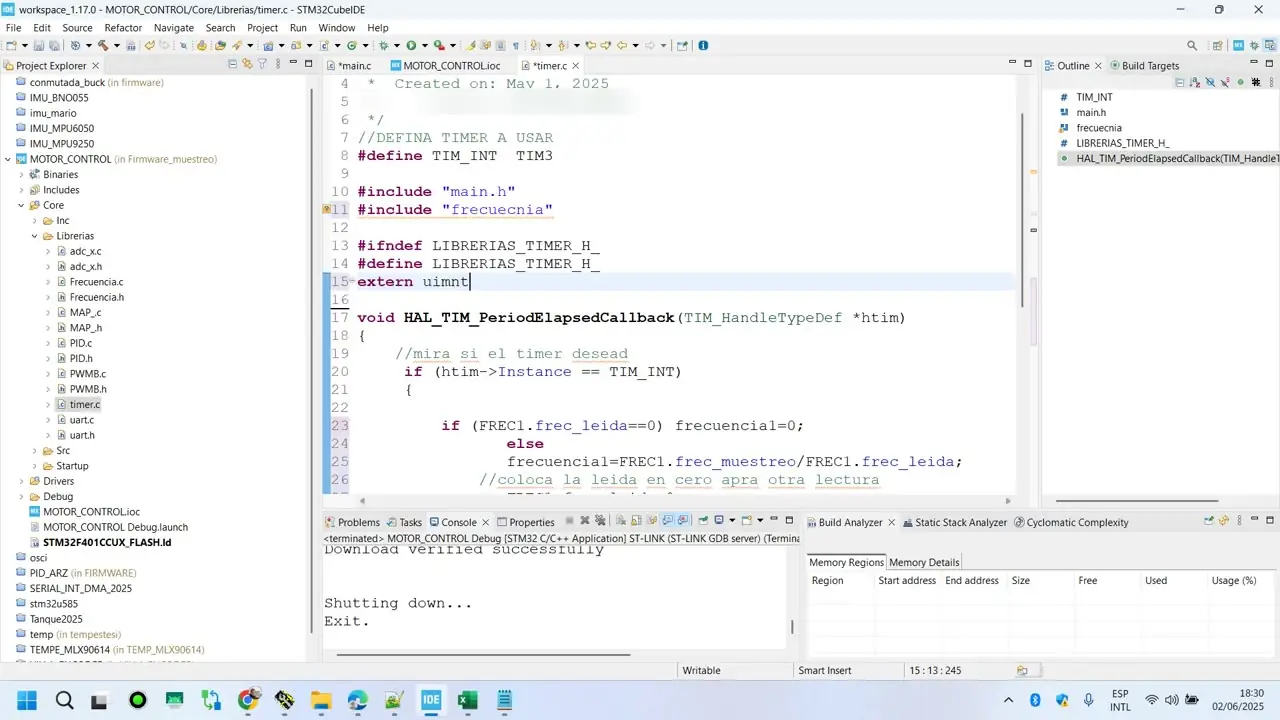 workspace_1.17.0 - MOTOR_CONTROL/Core/Librerias/timer.c - STM32CubeIDE
File Edit Source Refactor Navigate Search Project Run Window Help
Project Explorer
conmutada_buck (in firmware)
IMU_BNO055
imu_mario
IMU_MPU6050
IMU_MPU9250
MOTOR_CONTROL (in Firmware_muestreo)
Binaries
Includes
Core
Inc
Librerias
adc_x.c
adc_x.h
Frecuencia.c
Frecuencia.h
MAP_.c
MAP_.h
PID.c
PID.h
PWMB.c
PWMB.h
timer.c
uart.c
uart.h
Src
Startup
Drivers
Debug
MOTOR_CONTROL.ioc
MOTOR_CONTROL Debug.launch
STM32F401CCUX_FLASH.ld
osci
PID_ARZ (in FIRMWARE)
SERIAL_INT_DMA_2025
stm32u585
Tanque2025
temp (in tempestesi)
TEMPE_MLX90614 (in TEMP_MLX90614)
*main.c MOTOR_CONTROL.ioc *timer.c
4 * Created on: May 1, 2025
5
6 */
7 //DEFINA TIMER A USAR
8 #define TIM_INT TIM3
9
10 #include "main.h"
11 #include "frecuecnia"
12
13 #ifndef LIBRERIAS_TIMER_H_
14 #define LIBRERIAS_TIMER_H_
15 extern uimnt
16
17 void HAL_TIM_PeriodElapsedCallback(TIM_HandleTypeDef *htim)
18 {
19 //mira si el timer desead
20 if (htim->Instance == TIM_INT)
21 {
22
23 if (FREC1.frec_leida==0) frecuencia1=0;
24 else
25 frecuencia1=FREC1.frec_muestreo/FREC1.frec_leida;
26 //coloca la leida en cero apra otra lectura
Outline Build Targets
TIM_INT
main.h
frecuecnia
LIBRERIAS_TIMER_H_
HAL_TIM_PeriodElapsedCallback(TIM_HandleT
Problems Tasks Console Properties
<terminated> MOTOR_CONTROL Debug [STM32 C/C++ Application] ST-LINK (ST-LINK GDB server) (Termina
Download verified successfully
Shutting down...
Exit.
Build Analyzer Static Stack Analyzer Cyclomatic Complexity
Memory Regions Memory Details
Region Start address End address Size Free Used Usage (%)
Writable Smart Insert 15 : 13 : 245
ESP
INTL
18:30
02/06/2025